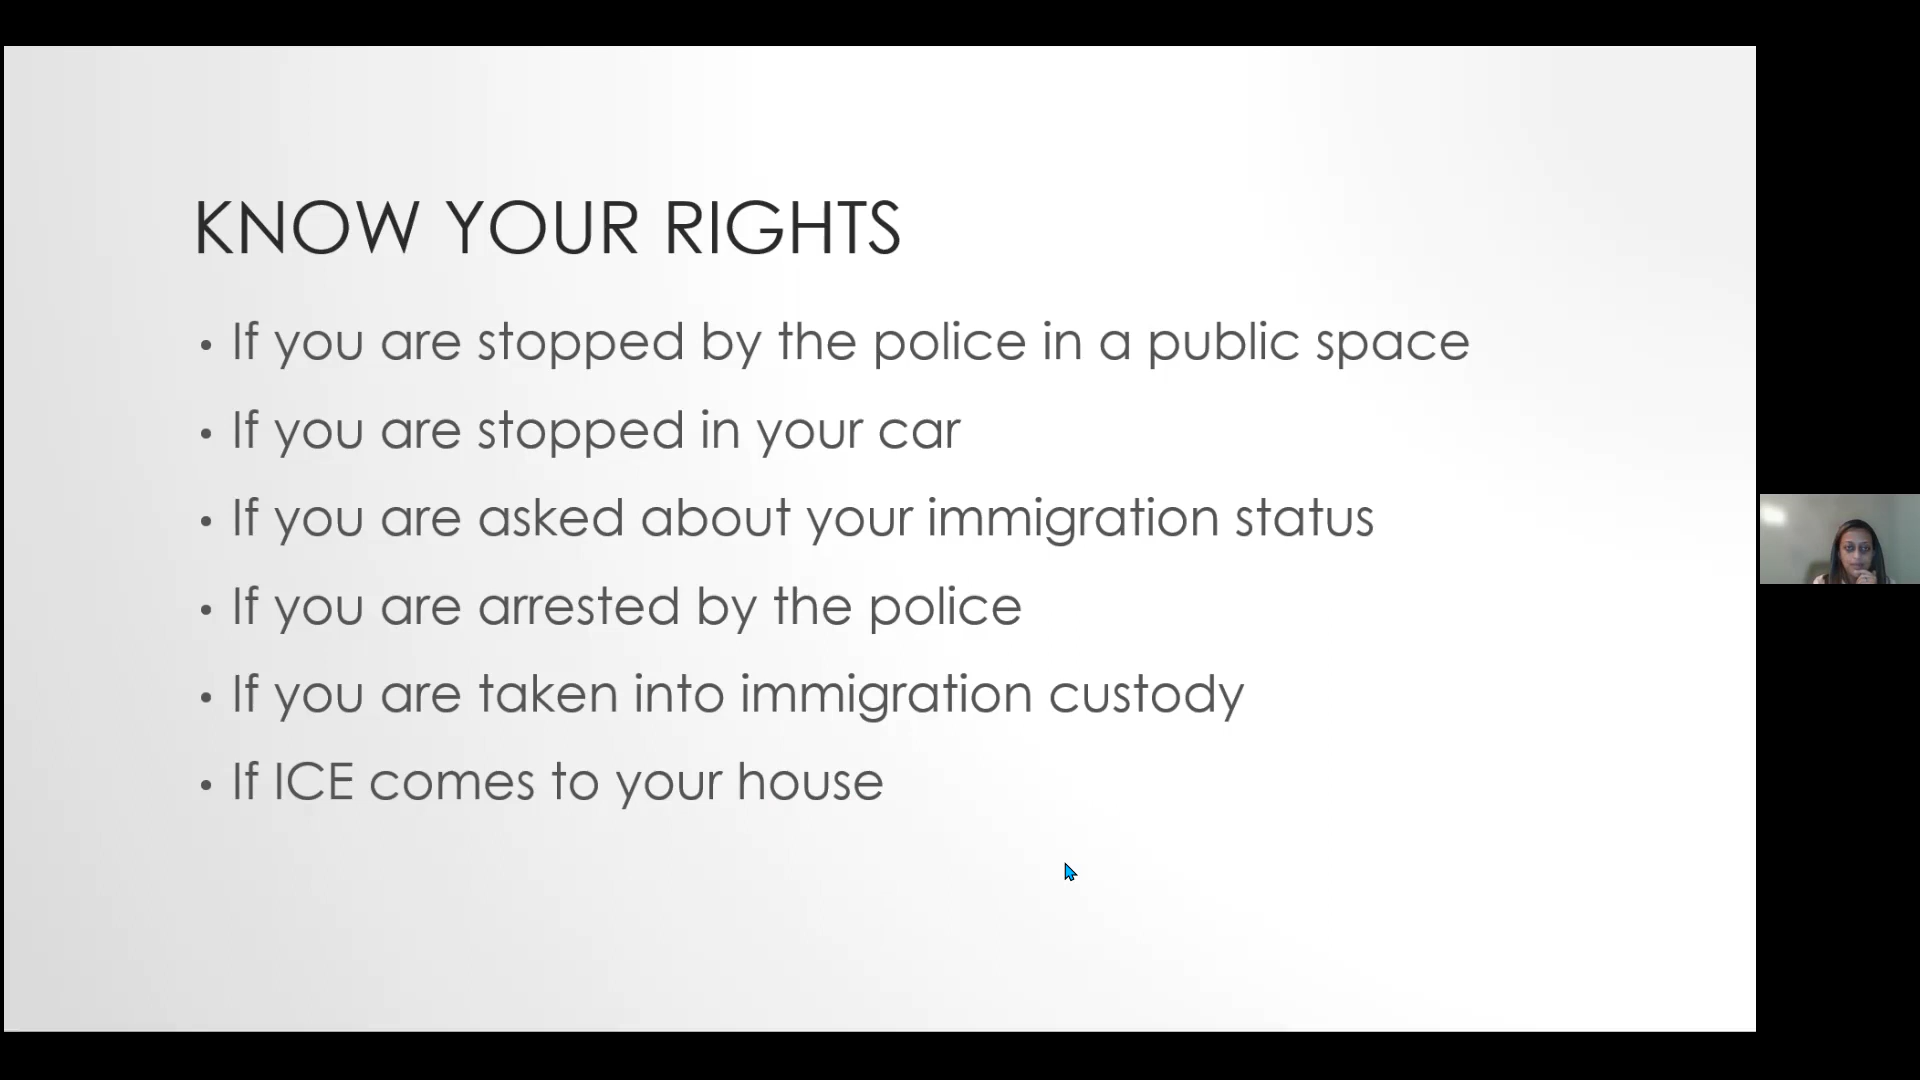 KNOW YOUR RIGHTS
• If you are stopped by the police in a public space
• If you are stopped in your car
• If you are asked about your immigration status
• If you are arrested by the police
• If you are taken into immigration custody
• If ICE comes to your house